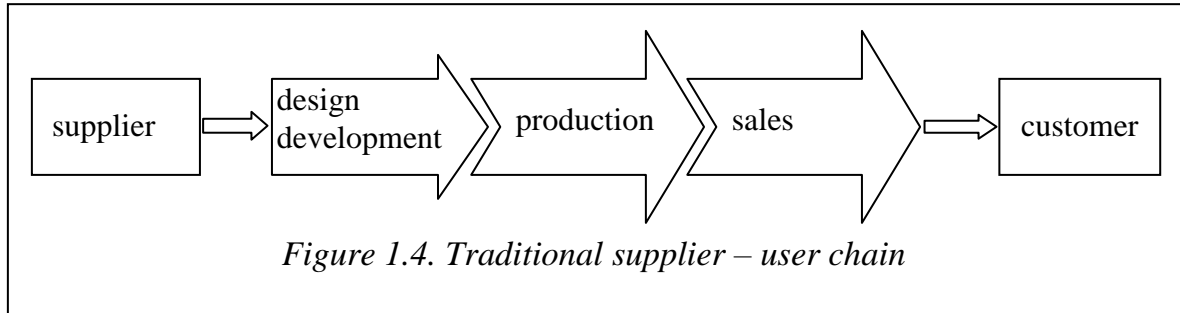 supplier
design
development
production
sales
customer
Figure 1.4. Traditional supplier – user chain